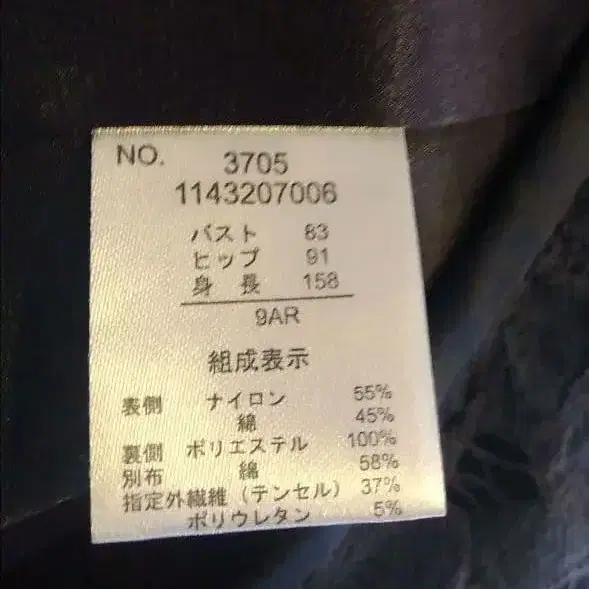 NO. 3705
1143207006
バスト 83
ヒップ 91
身長 158
9AR
組成表示
表側 ナイロン 55%
綿 45%
裏側 ポリエステル 100%
別布 綿 58%
指定外繊維（テンセル） 37%
ポリウレタン 5%